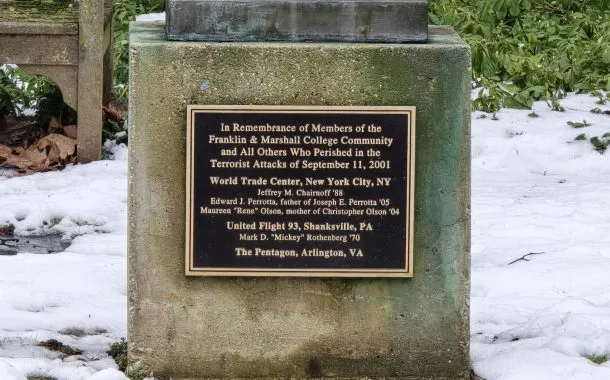 In Remembrance of Members of the
Franklin & Marshall College Community
and All Others Who Perished in the
Terrorist Attacks of September 11, 2001
World Trade Center, New York City, NY
Jeffrey M. Chairnoff '88
Edward J. Perrotta, father of Joseph E. Perrotta '05
Maureen "Rene" Olson, mother of Christopher Olson '04
United Flight 93, Shanksville, PA
Mark D. "Mickey" Rothenberg '70
The Pentagon, Arlington, VA